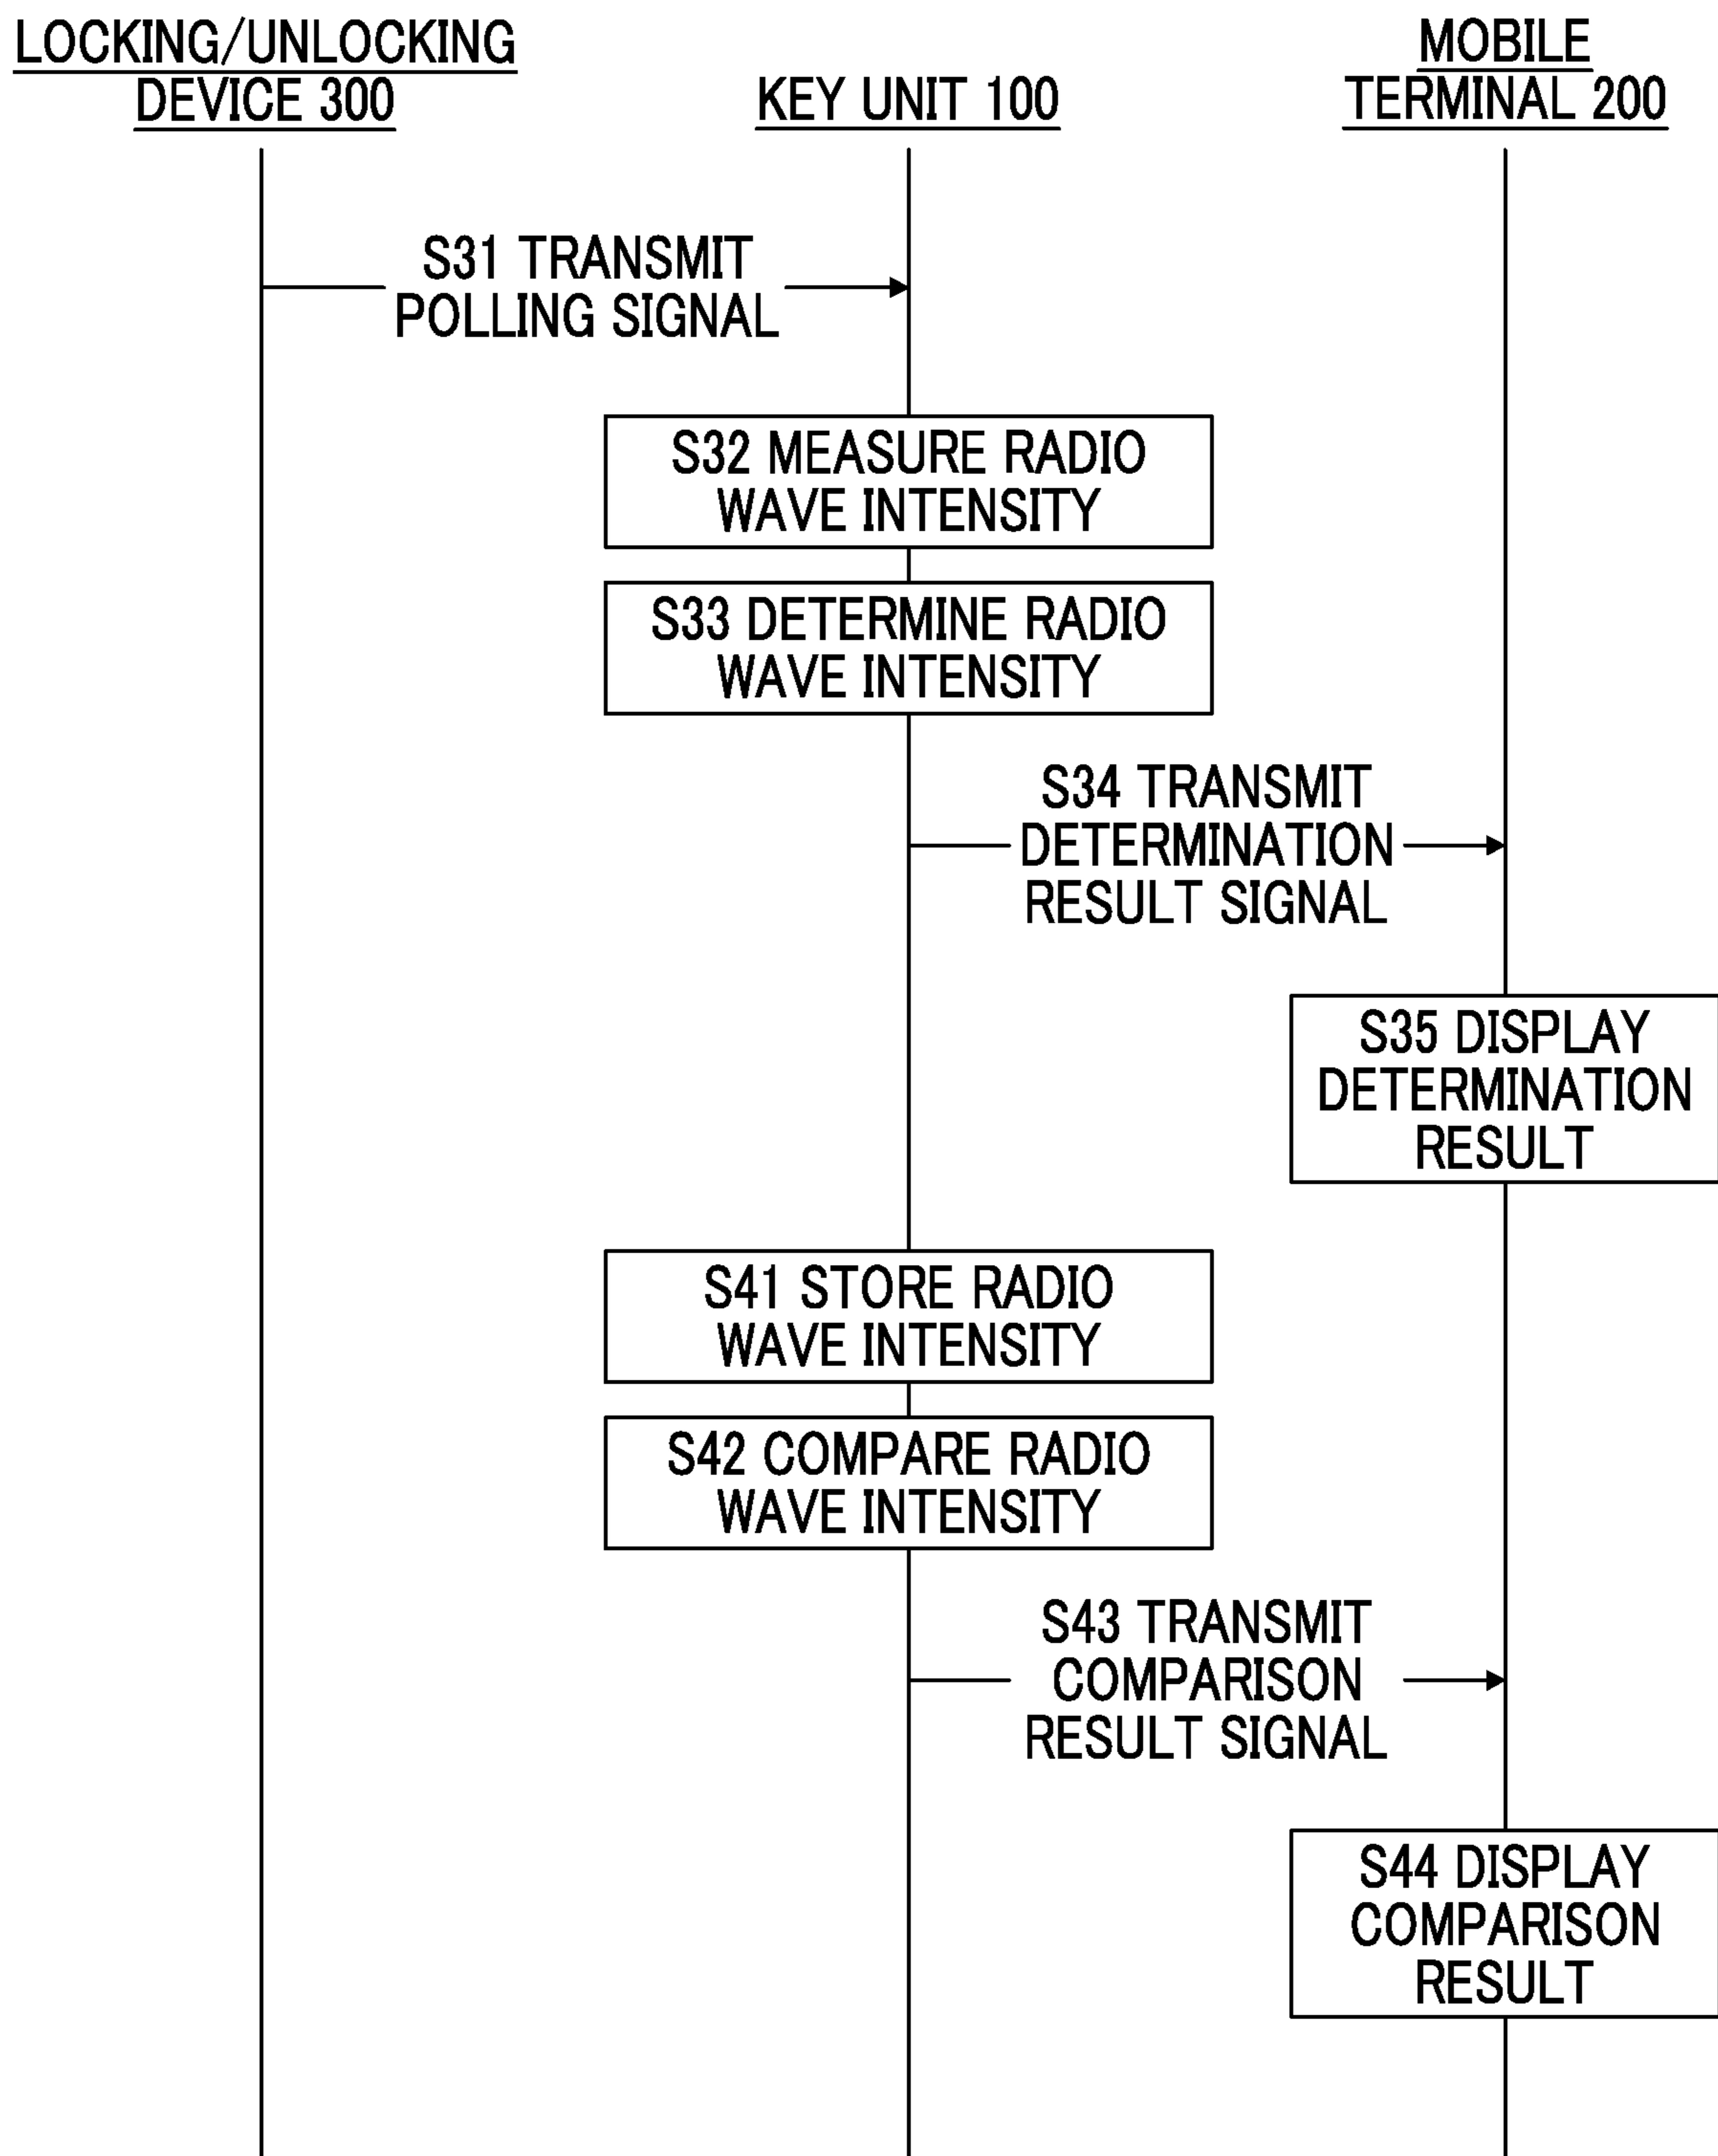 LOCKING/UNLOCKING
DEVICE 300
KEY UNIT 100
MOBILE
TERMINAL 200
S31 TRANSMIT
POLLING SIGNAL
S32 MEASURE RADIO
WAVE INTENSITY
S33 DETERMINE RADIO
WAVE INTENSITY
S34 TRANSMIT
DETERMINATION
RESULT SIGNAL
S35 DISPLAY
DETERMINATION
RESULT
S41 STORE RADIO
WAVE INTENSITY
S42 COMPARE RADIO
WAVE INTENSITY
S43 TRANSMIT
COMPARISON
RESULT SIGNAL
S44 DISPLAY
COMPARISON
RESULT